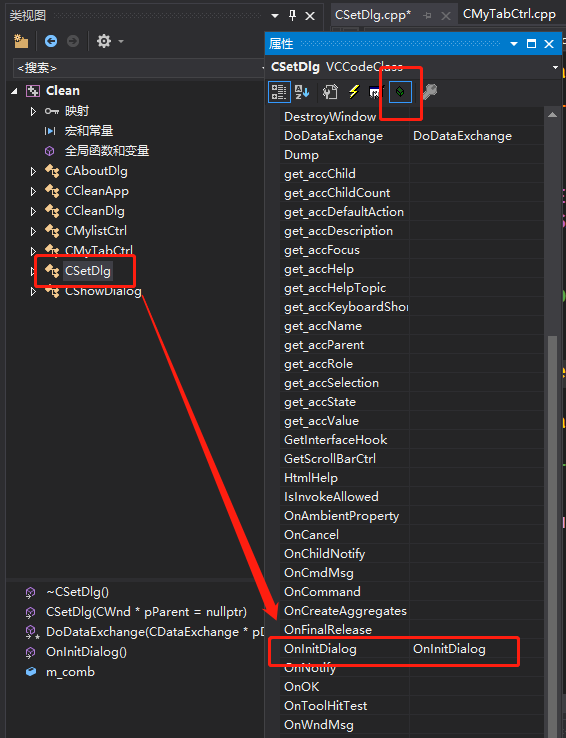 类视图
<搜索>
Clean
映射
宏和常量
全局函数和变量
CAboutDlg
CCleanApp
CCleanDlg
CMylistCtrl
CMyTabCtrl
CSetDlg
CShowDialog
~CSetDlg()
CSetDlg(CWnd * pParent = nullptr)
DoDataExchange(CDataExchange * pD
OnInitDialog()
m_comb
CSetDlg.cpp*
CMyTabCtrl.cpp
属性
CSetDlg VCCodeClass
DestroyWindow
DoDataExchange DoDataExchange
Dump
get_accChild
get_accChildCount
get_accDefaultAction
get_accDescription
get_accFocus
get_accHelp
get_accHelpTopic
get_accKeyboardShor
get_accName
get_accParent
get_accRole
get_accSelection
get_accState
get_accValue
GetInterfaceHook
GetScrollBarCtrl
HtmlHelp
IsInvokeAllowed
OnAmbientProperty
OnCancel
OnChildNotify
OnCmdMsg
OnCommand
OnCreateAggregates
OnFinalRelease
OnInitDialog OnInitDialog
OnNotify
OnOK
OnToolHitTest
OnWndMsg